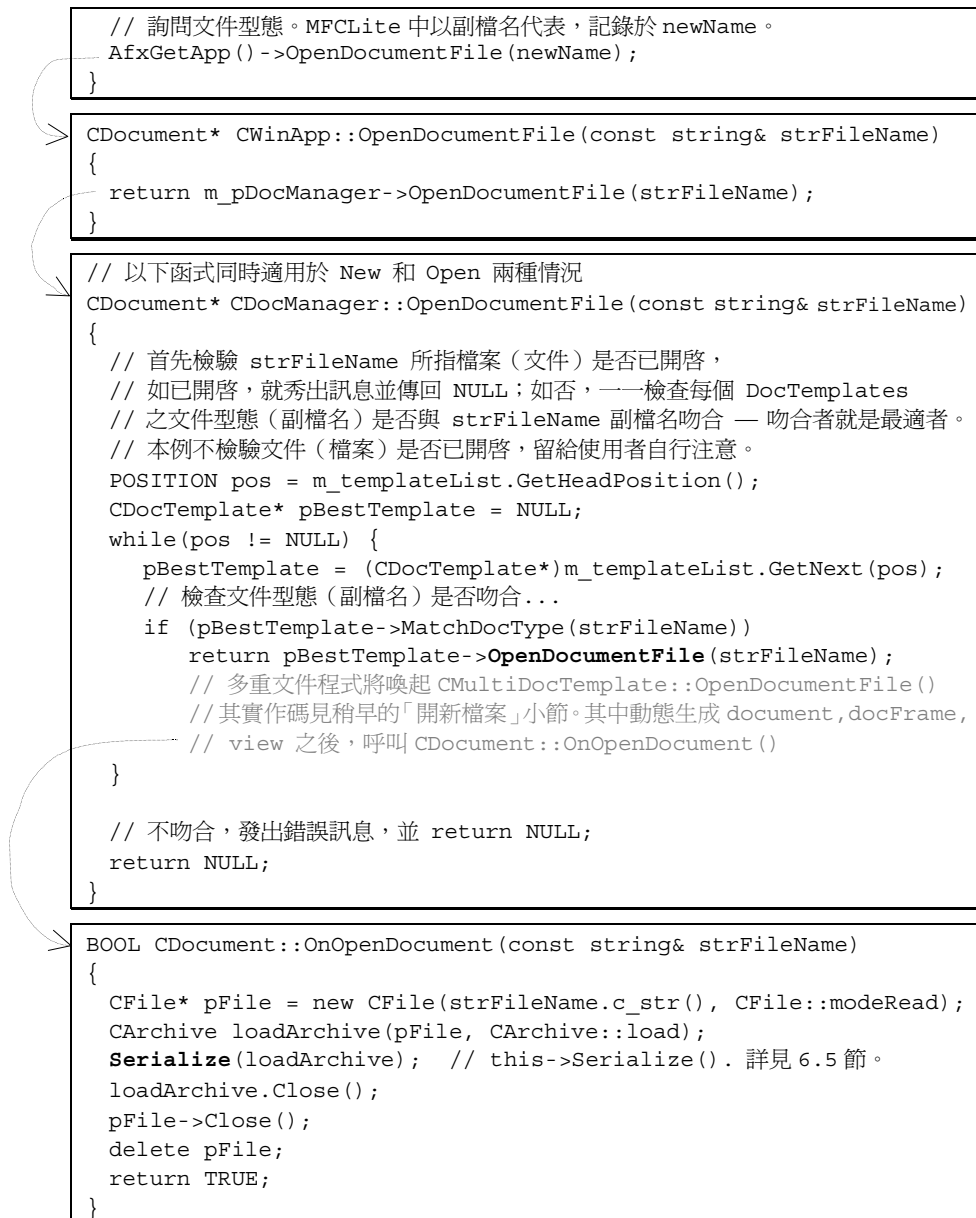 // 詢問文件型態。MFCLite 中以副檔名代表，記錄於 newName。
AfxGetApp()->OpenDocumentFile(newName);
}
CDocument* CWinApp::OpenDocumentFile(const string& strFileName)
{
return m_pDocManager->OpenDocumentFile(strFileName);
}
// 以下函式同時適用於 New 和 Open 兩種情況
CDocument* CDocManager::OpenDocumentFile(const string& strFileName)
{
// 首先檢驗 strFileName 所指檔案（文件）是否已開啓，
// 如已開啓，就秀出訊息並傳回 NULL；如否，一一檢查每個 DocTemplates
// 之文件型態（副檔名）是否與 strFileName 副檔名吻合 — 吻合者就是最適者。
// 本例不檢驗文件（檔案）是否已開啓，留給使用者自行注意。
POSITION pos = m_templateList.GetHeadPosition();
CDocTemplate* pBestTemplate = NULL;
while(pos != NULL) {
pBestTemplate = (CDocTemplate*)m_templateList.GetNext(pos);
// 檢查文件型態（副檔名）是否吻合...
if (pBestTemplate->MatchDocType(strFileName))
return pBestTemplate->OpenDocumentFile(strFileName);
// 多重文件程式將喚起 CMultiDocTemplate::OpenDocumentFile()
// 其實作碼見稍早的「開新檔案」小節。其中動態生成 document,docFrame,
// view 之後，呼叫 CDocument::OnOpenDocument()
}
// 不吻合，發出錯誤訊息，並 return NULL;
return NULL;
}
BOOL CDocument::OnOpenDocument(const string& strFileName)
{
CFile* pFile = new CFile(strFileName.c_str(), CFile::modeRead);
CArchive loadArchive(pFile, CArchive::load);
Serialize(loadArchive); // this->Serialize(). 詳見 6.5 節。
loadArchive.Close();
pFile->Close();
delete pFile;
return TRUE;
}